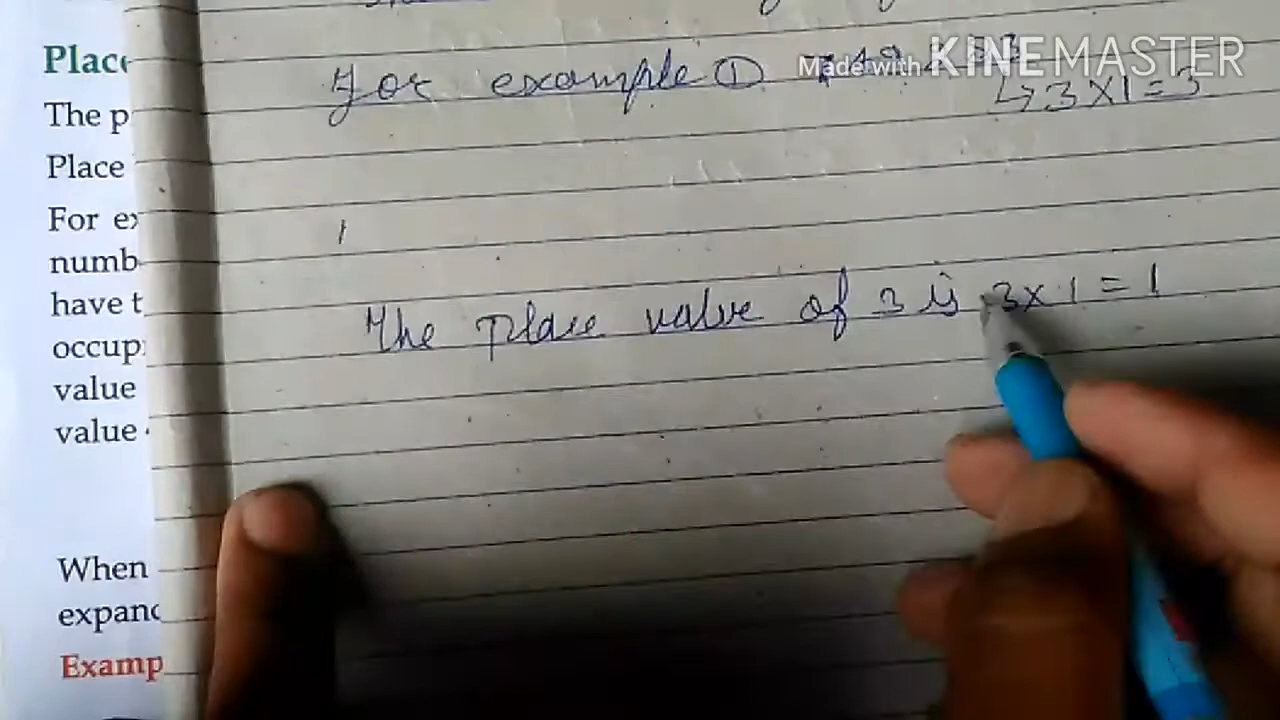 Place
The p
Place
For ex
numb
have t
occup
value
value
When
expand
Examp
For example ①
Made with KINEMASTER
↳ 3 x 1 = 3
The place value of 3 is 3 x 1 = 1